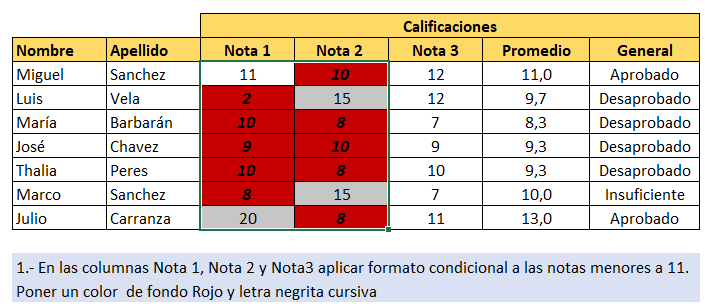 Calificaciones
Nombre Apellido Nota 1 Nota 2 Nota 3 Promedio General
Miguel Sanchez 11 10 12 11,0 Aprobado
Luis Vela 2 15 12 9,7 Desaprobado
María Barbarán 10 8 7 8,3 Desaprobado
José Chavez 9 10 9 9,3 Desaprobado
Thalia Peres 10 8 10 9,3 Desaprobado
Marco Sanchez 8 15 7 10,0 Insuficiente
Julio Carranza 20 8 11 13,0 Aprobado
1.- En las columnas Nota 1, Nota 2 y Nota3 aplicar formato condicional a las notas menores a 11.
Poner un color de fondo Rojo y letra negrita cursiva